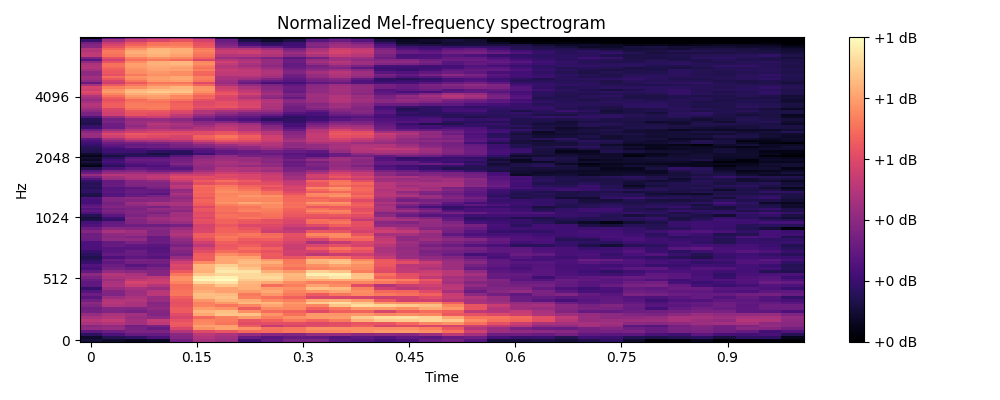 Normalized Mel-frequency spectrogram
Hz
4096
2048
1024
512
0
0 0.15 0.3 0.45 0.6 0.75 0.9
Time
+1 dB
+1 dB
+1 dB
+0 dB
+0 dB
+0 dB